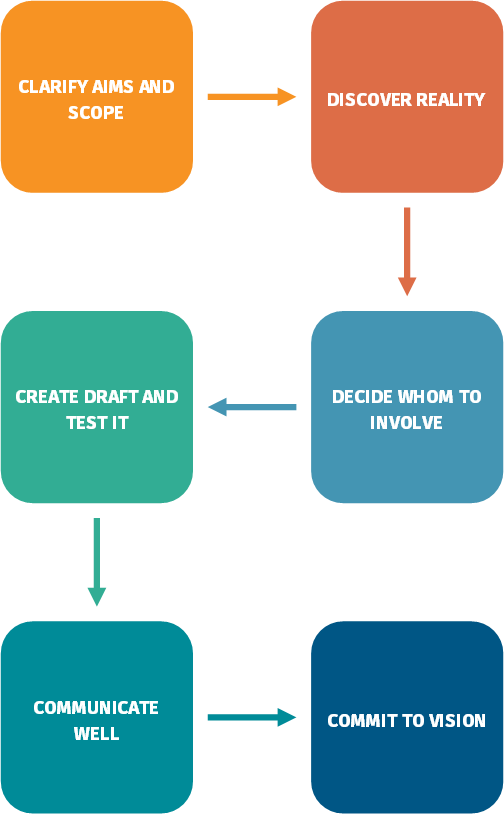 CLARIFY AIMS AND
SCOPE
DISCOVER REALITY
DECIDE WHOM TO
INVOLVE
CREATE DRAFT AND
TEST IT
COMMUNICATE
WELL
COMMIT TO VISION